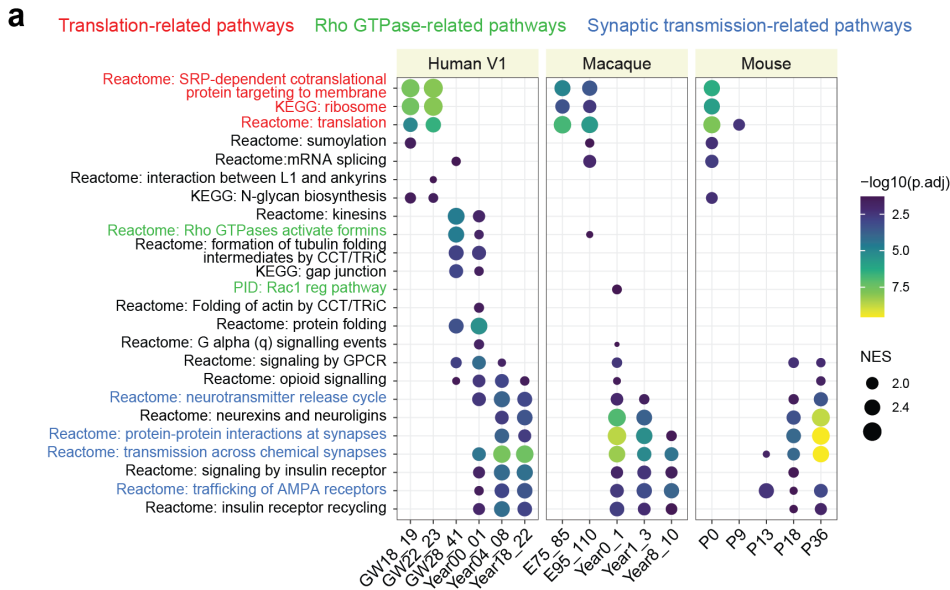 a
Translation-related pathways Rho GTPase-related pathways Synaptic transmission-related pathways
Human V1 Macaque Mouse
Reactome: SRP-dependent cotranslational
protein targeting to membrane
KEGG: ribosome
Reactome: translation
Reactome: sumoylation
Reactome:mRNA splicing
Reactome: interaction between L1 and ankyrins
KEGG: N-glycan biosynthesis
Reactome: kinesins
Reactome: Rho GTPases activate formins
Reactome: formation of tubulin folding
intermediates by CCT/TRiC
KEGG: gap junction
PID: Rac1 reg pathway
Reactome: Folding of actin by CCT/TRiC
Reactome: protein folding
Reactome: G alpha (q) signalling events
Reactome: signaling by GPCR
Reactome: opioid signalling
Reactome: neurotransmitter release cycle
Reactome: neurexins and neuroligins
Reactome: protein-protein interactions at synapses
Reactome: transmission across chemical synapses
Reactome: signaling by insulin receptor
Reactome: trafficking of AMPA receptors
Reactome: insulin receptor recycling
GW18_19 GW22_23 GW28_41 Year00_01 Year04_08 Year18_22 E75_85 E95_110 Year0_1 Year1_3 Year8_10 P0 P9 P13 P18 P36
−log10(p.adj)
2.5
5.0
7.5
NES
2.0
2.4